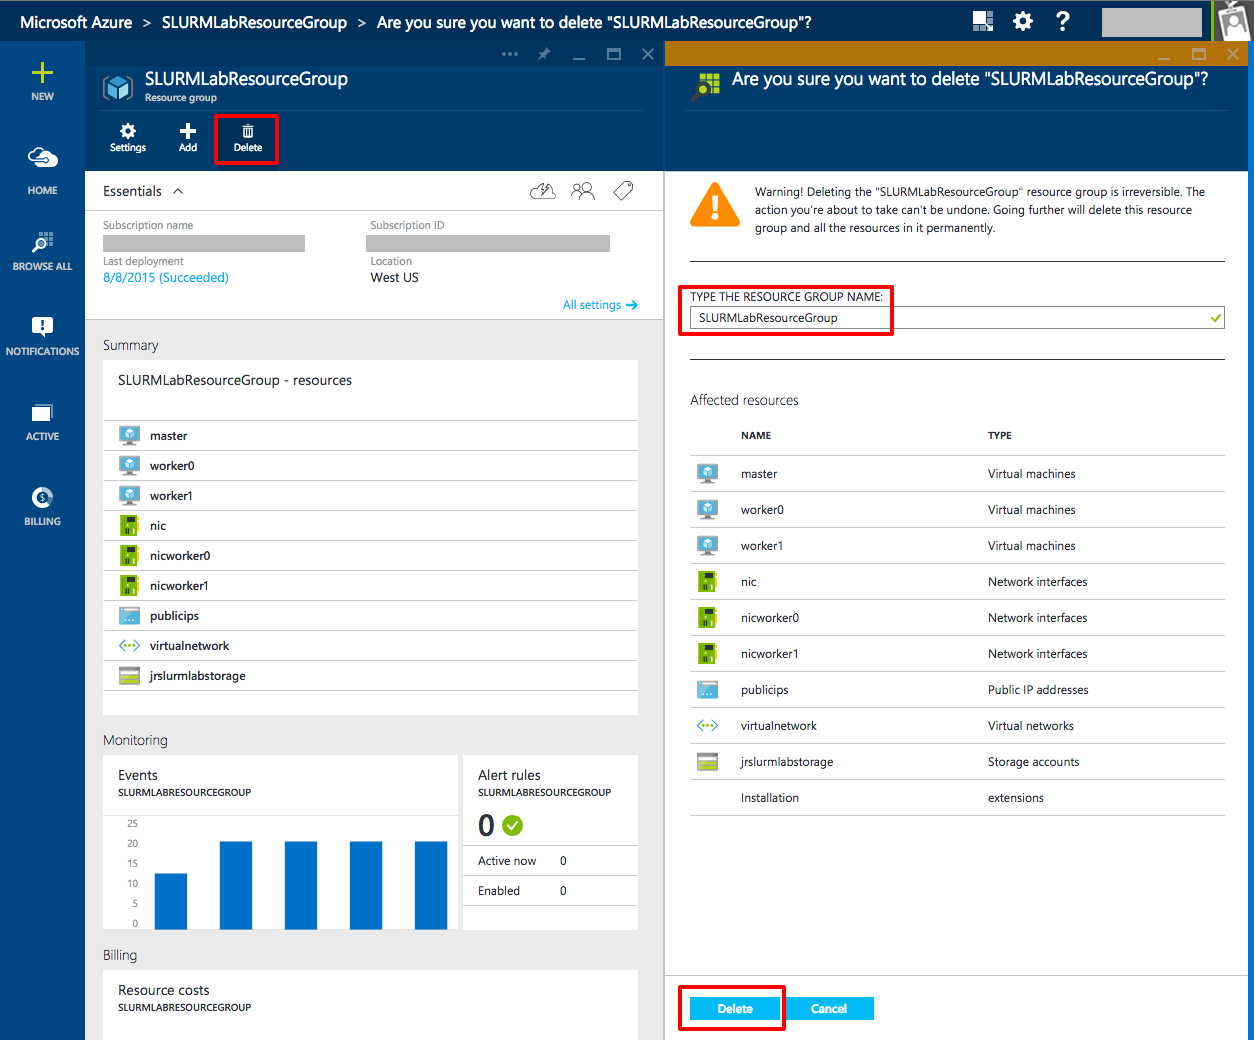 Microsoft Azure > SLURMLabResourceGroup > Are you sure you want to delete "SLURMLabResourceGroup"?
NEW
HOME
BROWSE ALL
NOTIFICATIONS
ACTIVE
BILLING
SLURMLabResourceGroup
Resource group
Settings
Add
Delete
Essentials
Subscription name
Subscription ID
Last deployment
8/8/2015 (Succeeded)
Location
West US
All settings →
Summary
SLURMLabResourceGroup - resources
master
worker0
worker1
nic
nicworker0
nicworker1
publicips
virtualnetwork
jrslurmlabstorage
Monitoring
Events
SLURMLABRESOURCEGROUP
25
20
15
10
5
0
Alert rules
SLURMLABRESOURCEGROUP
0
Active now 0
Enabled 0
Billing
Resource costs
SLURMLABRESOURCEGROUP
Are you sure you want to delete "SLURMLabResourceGroup"?
Warning! Deleting the "SLURMLabResourceGroup" resource group is irreversible. The
action you're about to take can't be undone. Going further will delete this resource
group and all the resources in it permanently.
TYPE THE RESOURCE GROUP NAME:
SLURMLabResourceGroup
Affected resources
NAME TYPE
master Virtual machines
worker0 Virtual machines
worker1 Virtual machines
nic Network interfaces
nicworker0 Network interfaces
nicworker1 Network interfaces
publicips Public IP addresses
virtualnetwork Virtual networks
jrslurmlabstorage Storage accounts
Installation extensions
Delete
Cancel